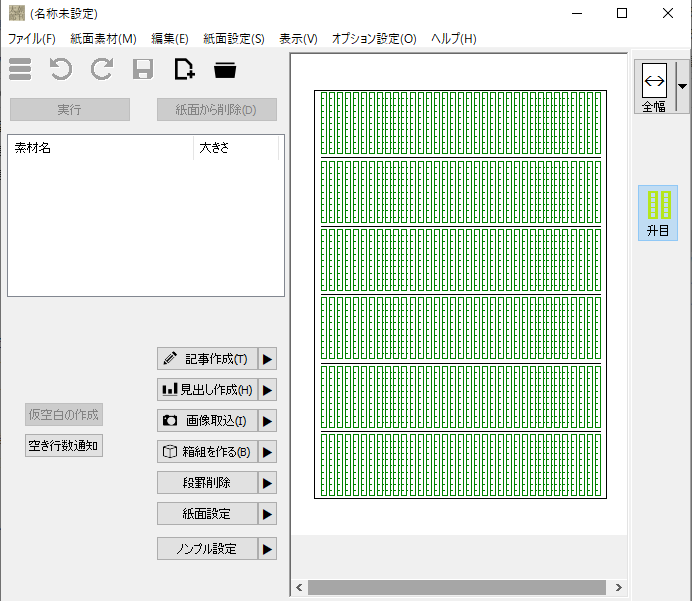 (名称未設定)
ファイル(F) 紙面素材(M) 編集(E) 紙面設定(S) 表示(V) オプション設定(O) ヘルプ(H)
実行 紙面から削除(D)
素材名 大きさ
全幅
升目
記事作成(T)
見出し作成(H)
仮空白の作成
画像取込(I)
空き行数通知
箱組を作る(B)
段罫削除
紙面設定
ノンブル設定